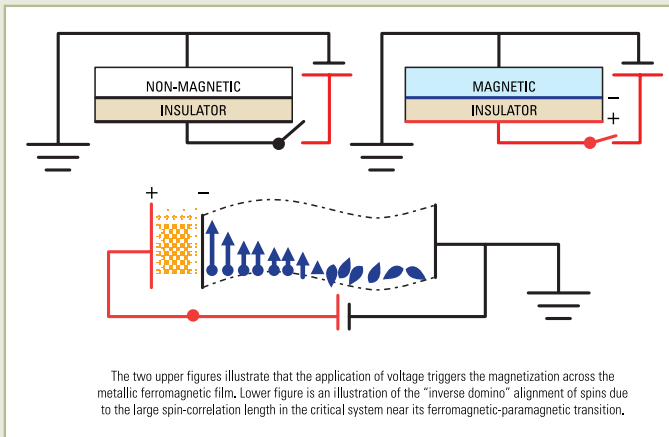 NON-MAGNETIC
INSULATOR
MAGNETIC
INSULATOR
−
+
+ −
The two upper figures illustrate that the application of voltage triggers the magnetization across the
metallic ferromagnetic film. Lower figure is an illustration of the “inverse domino” alignment of spins due
to the large spin-correlation length in the critical system near its ferromagnetic-paramagnetic transition.